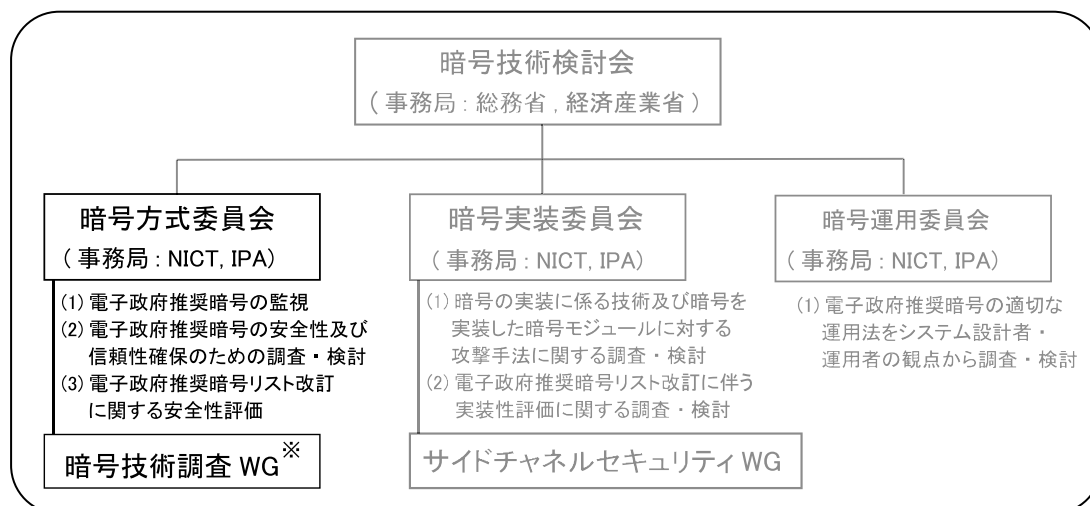 暗号技術検討会
( 事務局 : 総務省 , 経済産業省 )
暗号方式委員会
( 事務局 : NICT, IPA)
(1) 電子政府推奨暗号の監視
(2) 電子政府推奨暗号の安全性及び
信頼性確保のための調査・検討
(3) 電子政府推奨暗号リスト改訂
に関する安全性評価
暗号技術調査 WG※
暗号実装委員会
( 事務局 : NICT, IPA)
(1) 暗号の実装に係る技術及び暗号を
実装した暗号モジュールに対する
攻撃手法に関する調査・検討
(2) 電子政府推奨暗号リスト改訂に伴う
実装性評価に関する調査・検討
サイドチャネルセキュリティ WG
暗号運用委員会
( 事務局 : NICT, IPA)
(1) 電子政府推奨暗号の適切な
運用法をシステム設計者・
運用者の観点から調査・検討